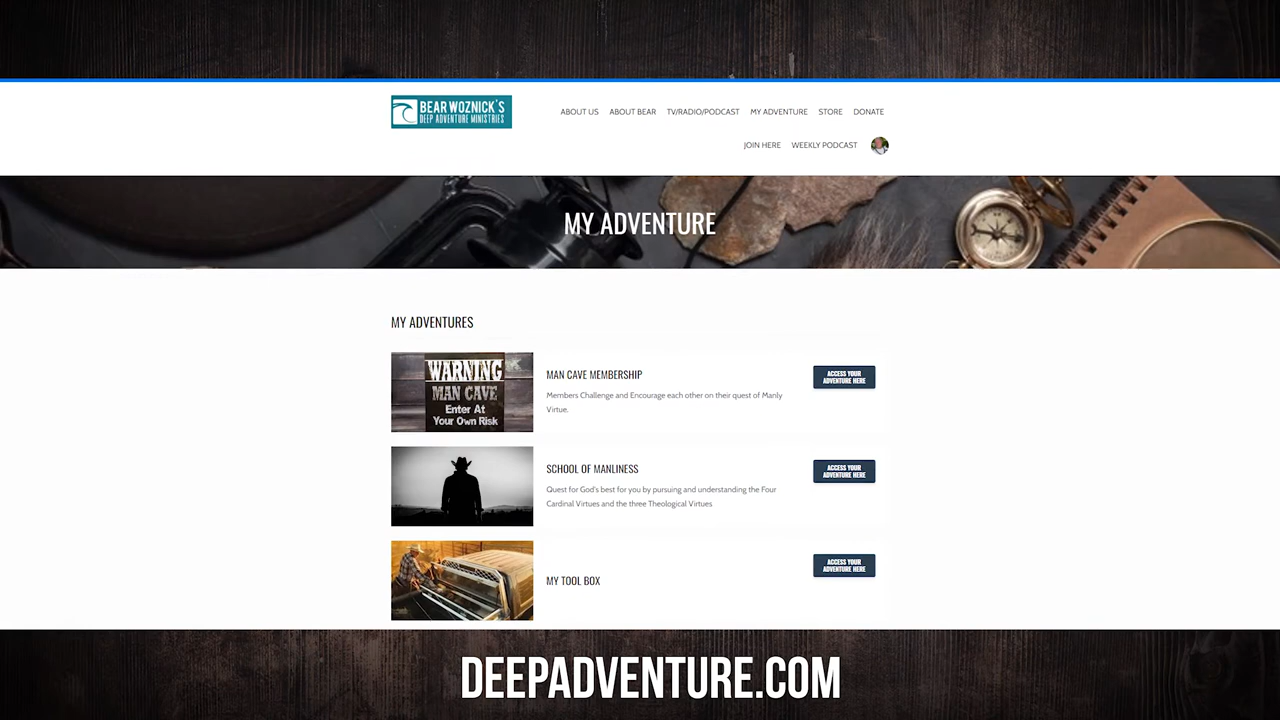 BEAR WOZNICK'S
DEEP ADVENTURE MINISTRIES
ABOUT US ABOUT BEAR TV/RADIO/PODCAST MY ADVENTURE STORE DONATE
JOIN HERE WEEKLY PODCAST
MY ADVENTURE
MY ADVENTURES
WARNING
MAN CAVE
Enter At
Your Own Risk
MAN CAVE MEMBERSHIP
Members Challenge and Encourage each other on their quest of Manly
Virtue.
ACCESS YOUR
ADVENTURE HERE
SCHOOL OF MANLINESS
Quest for God's best for you by pursuing and understanding the Four
Cardinal Virtues and the three Theological Virtues
ACCESS YOUR
ADVENTURE HERE
MY TOOL BOX
ACCESS YOUR
ADVENTURE HERE
DEEPADVENTURE.COM